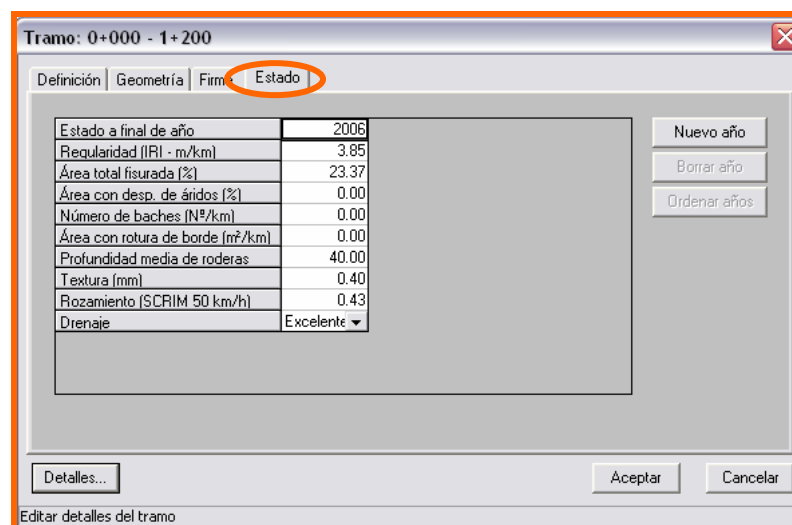 Tramo: 0+000 - 1+200
Definición Geometría Firme Estado
Estado a final de año 2006
Regularidad (IRI - m/km) 3.85
Área total fisurada (%) 23.37
Área con desp. de áridos (%) 0.00
Número de baches (Nº/km) 0.00
Área con rotura de borde (m²/km) 0.00
Profundidad media de roderas 40.00
Textura (mm) 0.40
Rozamiento (SCRIM 50 km/h) 0.43
Drenaje Excelente
Nuevo año
Borrar año
Ordenar años
Detalles... Aceptar Cancelar
Editar detalles del tramo